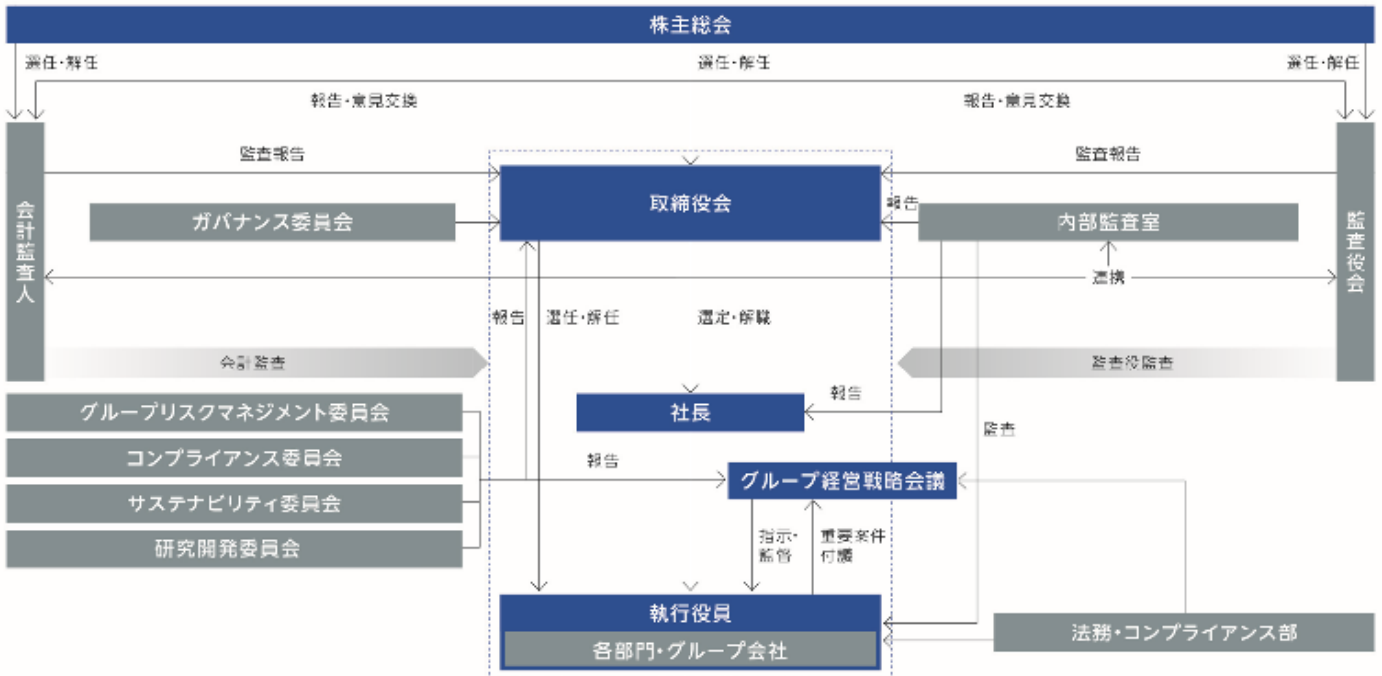 株主総会
選任・解任
選任・解任
選任・解任
報告・意見交換
報告・意見交換
監査報告
監査報告
会計監査人
取締役会
監査役会
ガバナンス委員会
報告
内部監査室
連携
報告
選任・解任
選定・解職
会計監査
監査役監査
グループリスクマネジメント委員会
社長
報告
コンプライアンス委員会
監査
報告
グループ経営戦略会議
サステナビリティ委員会
研究開発委員会
指示・
監督
重要案件
付議
執行役員
各部門・グループ会社
法務・コンプライアンス部